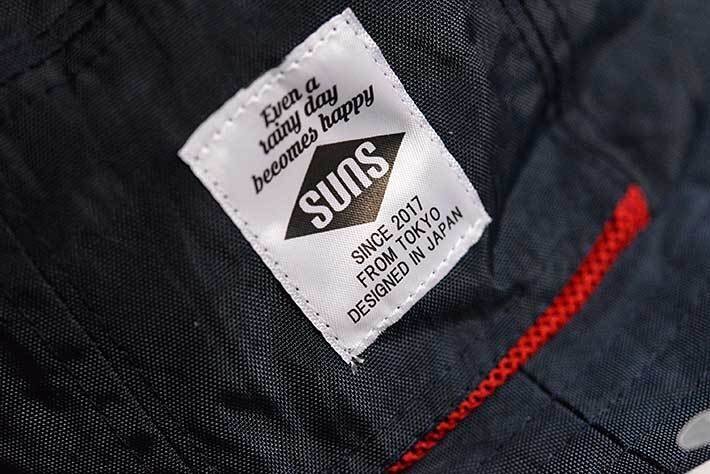 Even a
rainy day
becomes happy
SUNS
SINCE 2017
FROM TOKYO
DESIGNED IN JAPAN